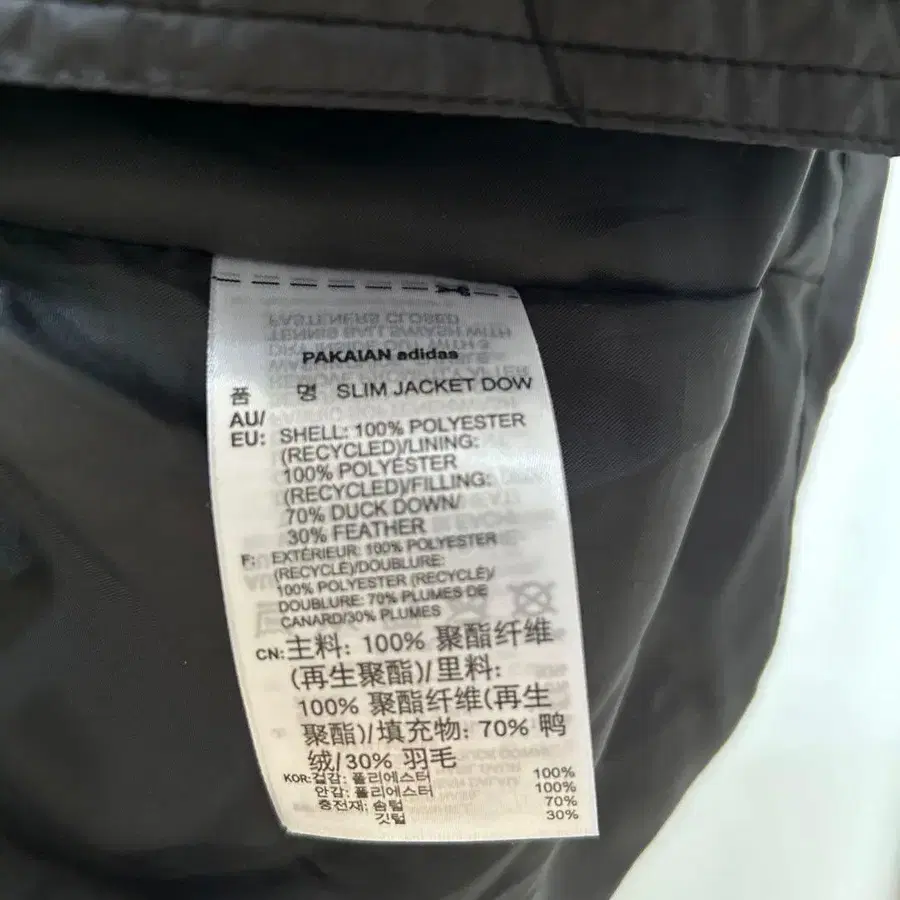 PAKAIAN adidas
품 명 SLIM JACKET DOW
AU/
EU: SHELL: 100% POLYESTER
(RECYCLED)/LINING:
100% POLYESTER
(RECYCLED)/FILLING:
70% DUCK DOWN/
30% FEATHER
F: EXTÉRIEUR: 100% POLYESTER
(RECYCLÉ)/DOUBLURE:
100% POLYESTER (RECYCLÉ)/
DOUBLURE: 70% PLUMES DE
CANARD/30% PLUMES
CN: 主料: 100% 聚酯纤维
(再生聚酯)/里料:
100% 聚酯纤维(再生
聚酯)/填充物: 70% 鸭
绒/30% 羽毛
KOR: 겉감: 폴리에스터 100%
안감: 폴리에스터 100%
충전재: 솜털 70%
깃털 30%